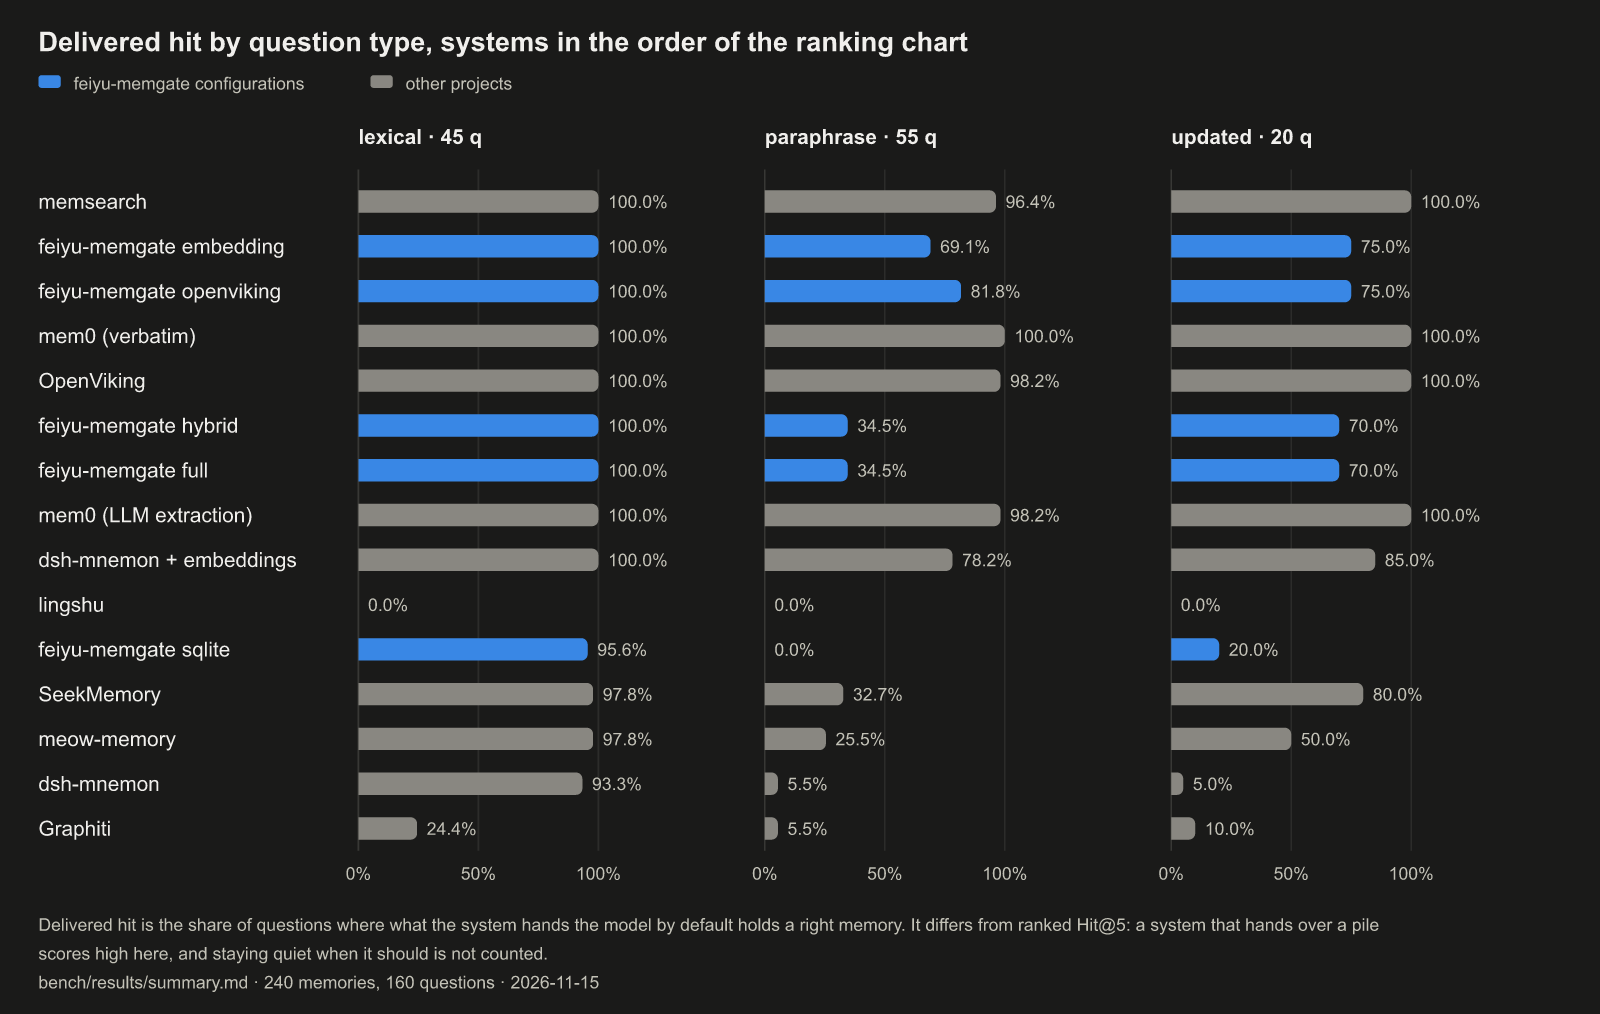 Delivered hit by question type, systems in the order of the ranking chart
feiyu-memgate configurations other projects
lexical · 45 q paraphrase · 55 q updated · 20 q
memsearch 100.0% 96.4% 100.0%
feiyu-memgate embedding 100.0% 69.1% 75.0%
feiyu-memgate openviking 100.0% 81.8% 75.0%
mem0 (verbatim) 100.0% 100.0% 100.0%
OpenViking 100.0% 98.2% 100.0%
feiyu-memgate hybrid 100.0% 34.5% 70.0%
feiyu-memgate full 100.0% 34.5% 70.0%
mem0 (LLM extraction) 100.0% 98.2% 100.0%
dsh-mnemon + embeddings 100.0% 78.2% 85.0%
lingshu 0.0% 0.0% 0.0%
feiyu-memgate sqlite 95.6% 0.0% 20.0%
SeekMemory 97.8% 32.7% 80.0%
meow-memory 97.8% 25.5% 50.0%
dsh-mnemon 93.3% 5.5% 5.0%
Graphiti 24.4% 5.5% 10.0%
0% 50% 100% 0% 50% 100% 0% 50% 100%
Delivered hit is the share of questions where what the system hands the model by default holds a right memory. It differs from ranked Hit@5: a system that hands over a pile
scores high here, and staying quiet when it should is not counted.
bench/results/summary.md · 240 memories, 160 questions · 2026-11-15